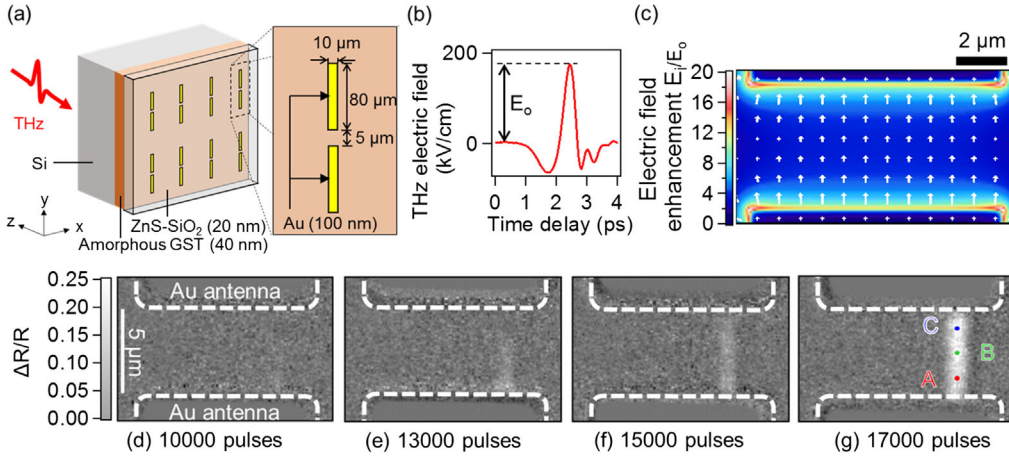 (a)
THz
Si
z
y
x
ZnS-SiO₂ (20 nm)
Amorphous GST (40 nm)
10 µm
80 µm
5 µm
Au (100 nm)
(b)
THz electric field
(kV/cm)
200
0
E₀
0 1 2 3 4
Time delay (ps)
(c)
2 µm
Electric field
enhancement Eᵢ/E₀
20
16
12
8
4
0
ΔR/R
0.25
0.20
0.15
0.10
0.05
0.00
Au antenna
5 µm
Au antenna
C
B
A
(d) 10000 pulses
(e) 13000 pulses
(f) 15000 pulses
(g) 17000 pulses